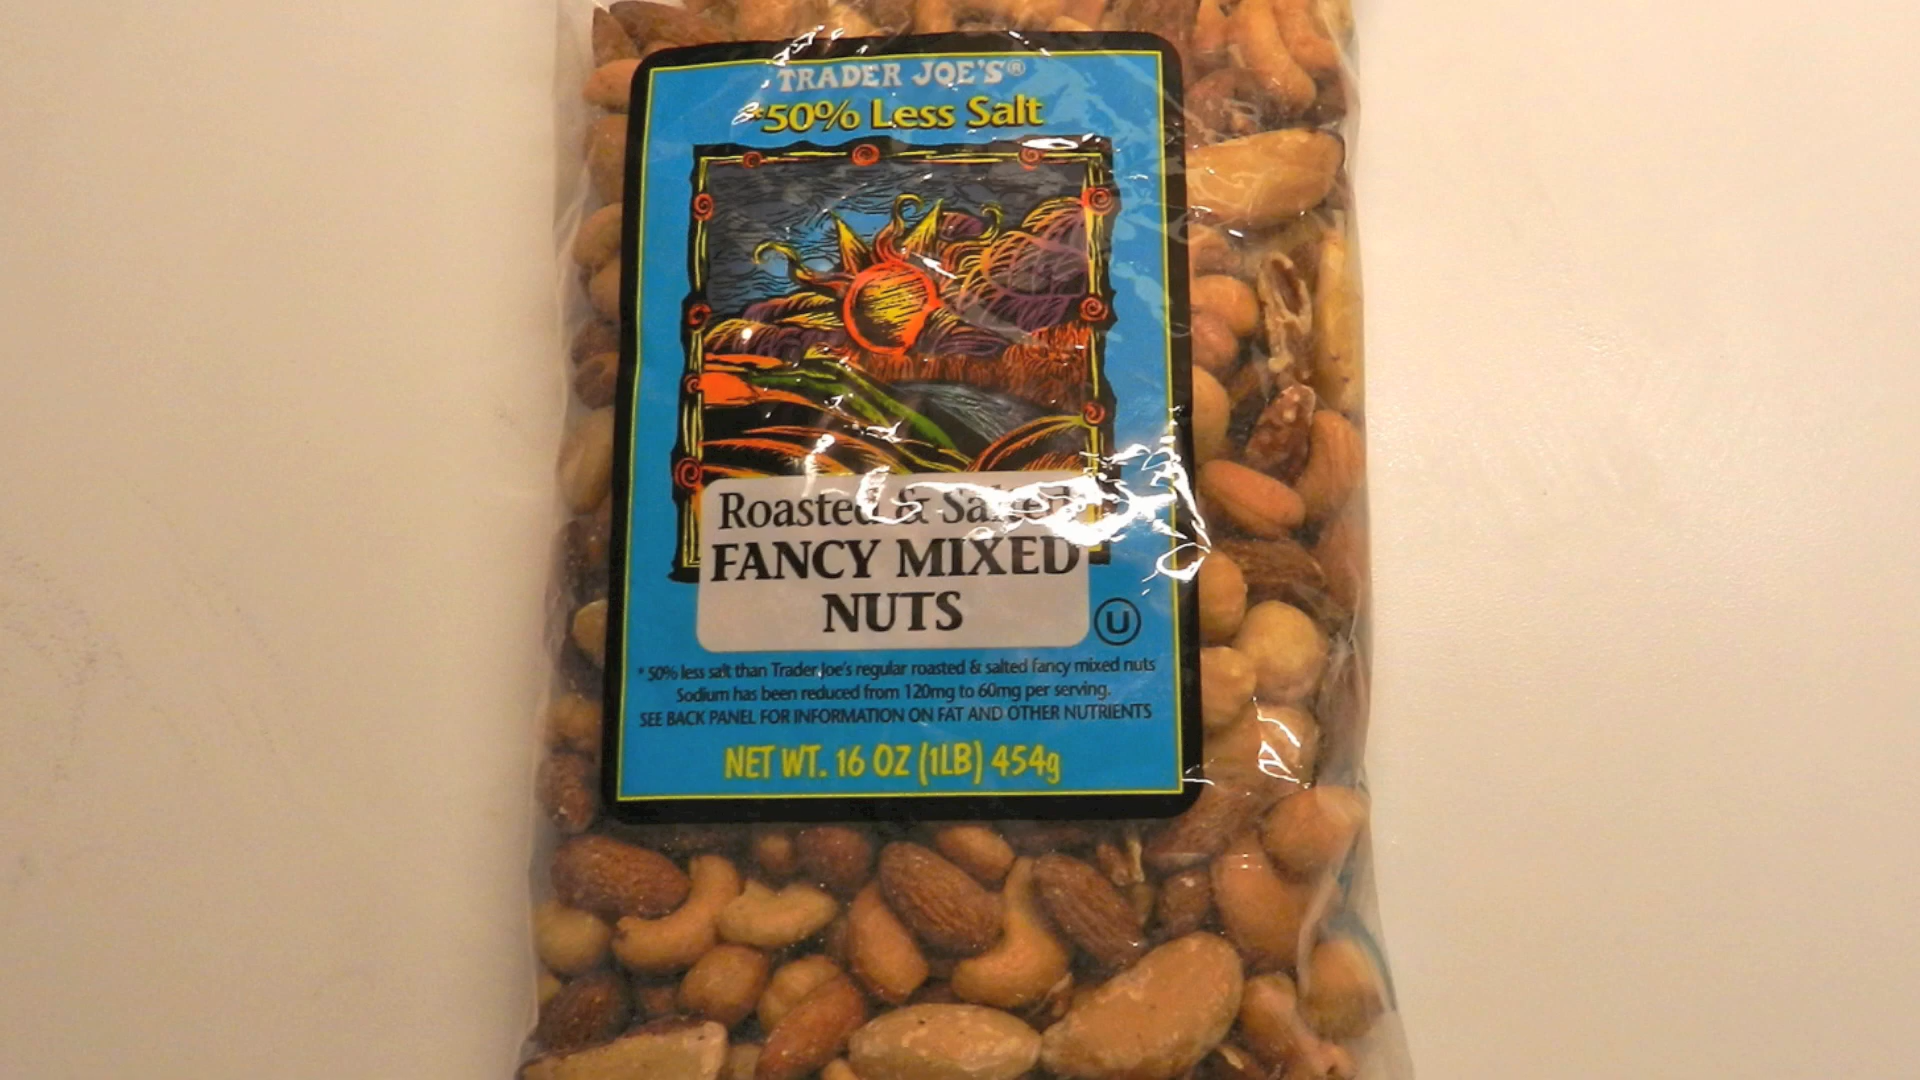 TRADER JOE'S®
*50% Less Salt
Roasted & Salted
FANCY MIXED
NUTS
U
* 50% less salt than Trader Joe's regular roasted & salted fancy mixed nuts
Sodium has been reduced from 120mg to 60mg per serving.
SEE BACK PANEL FOR INFORMATION ON FAT AND OTHER NUTRIENTS
NET WT. 16 OZ (1LB) 454g